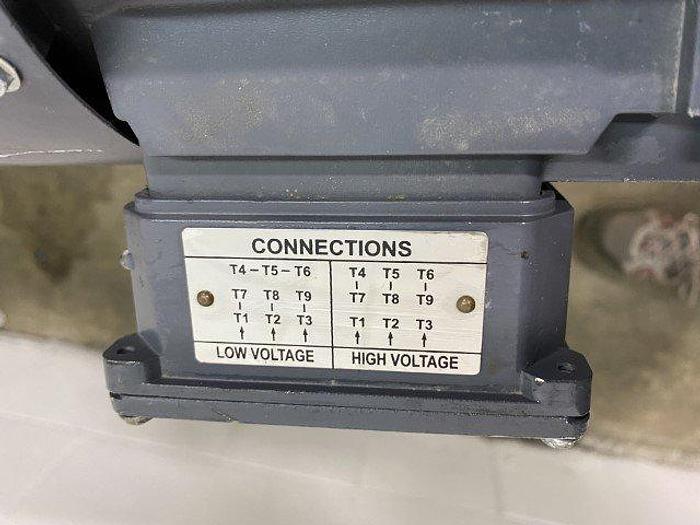 CONNECTIONS
T4-T5-T6
T7 T8 T9
T1 T2 T3
LOW VOLTAGE
T4 T5 T6
T7 T8 T9
T1 T2 T3
HIGH VOLTAGE